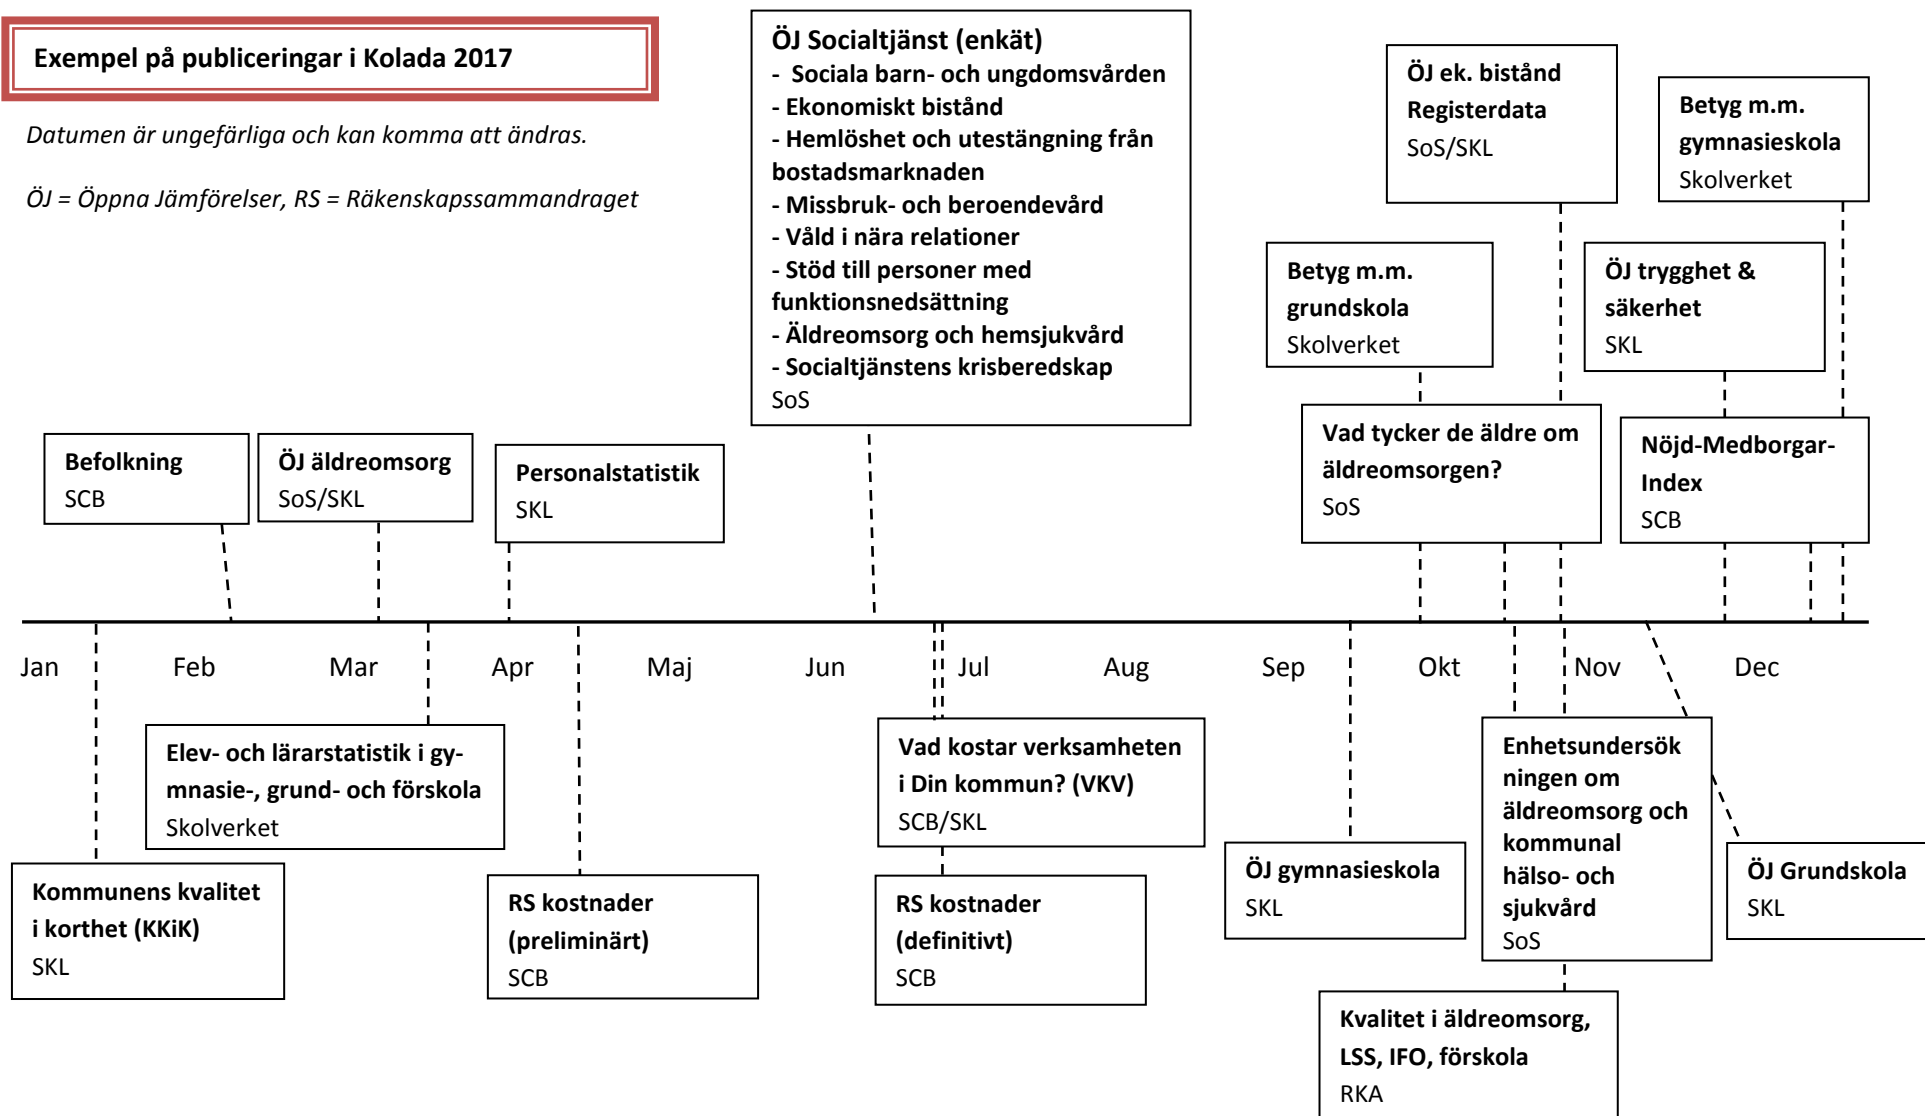 Exempel på publiceringar i Kolada 2017
Datumen är ungefärliga och kan komma att ändras.
ÖJ = Öppna Jämförelser, RS = Räkenskapssammandraget
ÖJ Socialtjänst (enkät)
- Sociala barn- och ungdomsvården
- Ekonomiskt bistånd
- Hemlöshet och utestängning från
bostadsmarknaden
- Missbruk- och beroendevård
- Våld i nära relationer
- Stöd till personer med
funktionsnedsättning
- Äldreomsorg och hemsjukvård
- Socialtjänstens krisberedskap
SoS
ÖJ ek. bistånd
Registerdata
SoS/SKL
Betyg m.m.
gymnasieskola
Skolverket
Betyg m.m.
grundskola
Skolverket
ÖJ trygghet &
säkerhet
SKL
Befolkning
SCB
ÖJ äldreomsorg
SoS/SKL
Personalstatistik
SKL
Vad tycker de äldre om
äldreomsorgen?
SoS
Nöjd-Medborgar-
Index
SCB
Jan Feb Mar Apr Maj Jun Jul Aug Sep Okt Nov Dec
Elev- och lärarstatistik i gy-
mnasie-, grund- och förskola
Skolverket
Vad kostar verksamheten
i Din kommun? (VKV)
SCB/SKL
Enhetsundersök
ningen om
äldreomsorg och
kommunal
hälso- och
sjukvård
SoS
Kommunens kvalitet
i korthet (KKiK)
SKL
RS kostnader
(preliminärt)
SCB
RS kostnader
(definitivt)
SCB
ÖJ gymnasieskola
SKL
ÖJ Grundskola
SKL
Kvalitet i äldreomsorg,
LSS, IFO, förskola
RKA